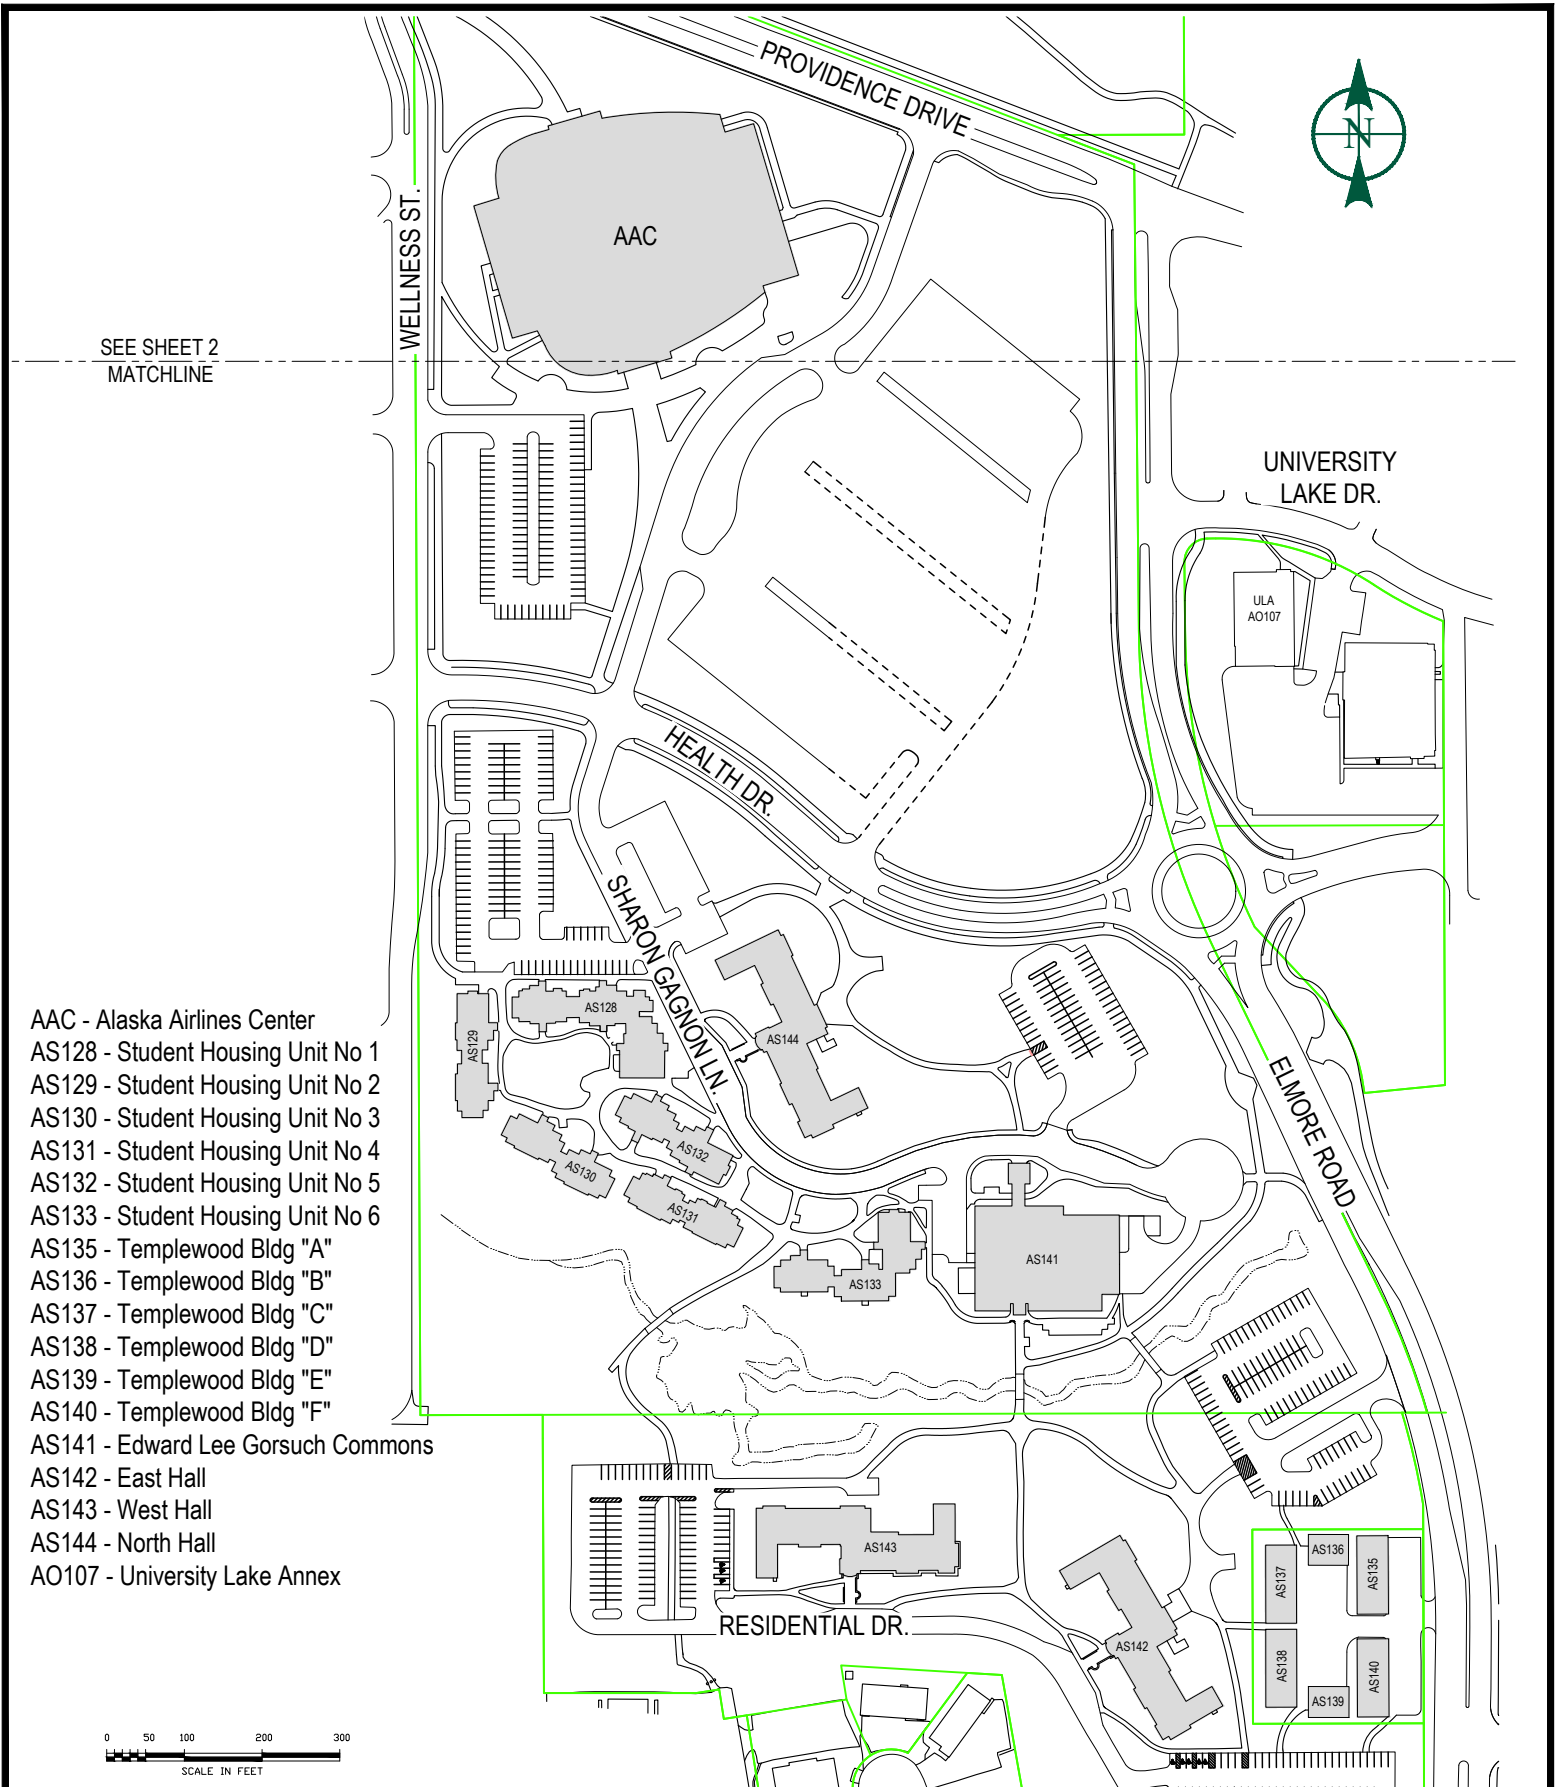 PROVIDENCE DRIVE
N
WELLNESS ST.
AAC
SEE SHEET 2
MATCHLINE
UNIVERSITY
LAKE DR.
ULA
AO107
HEALTH DR.
SHARON GAGNON LN.
AS128
AS129
AS144
AS132
AS130
AS131
AS133
AS141
ELMORE ROAD
AAC - Alaska Airlines Center
AS128 - Student Housing Unit No 1
AS129 - Student Housing Unit No 2
AS130 - Student Housing Unit No 3
AS131 - Student Housing Unit No 4
AS132 - Student Housing Unit No 5
AS133 - Student Housing Unit No 6
AS135 - Templewood Bldg "A"
AS136 - Templewood Bldg "B"
AS137 - Templewood Bldg "C"
AS138 - Templewood Bldg "D"
AS139 - Templewood Bldg "E"
AS140 - Templewood Bldg "F"
AS141 - Edward Lee Gorsuch Commons
AS142 - East Hall
AS143 - West Hall
AS144 - North Hall
AO107 - University Lake Annex
AS143
RESIDENTIAL DR.
AS142
AS136
AS137
AS135
AS138
AS139
AS140
0 50 100 200 300
SCALE IN FEET